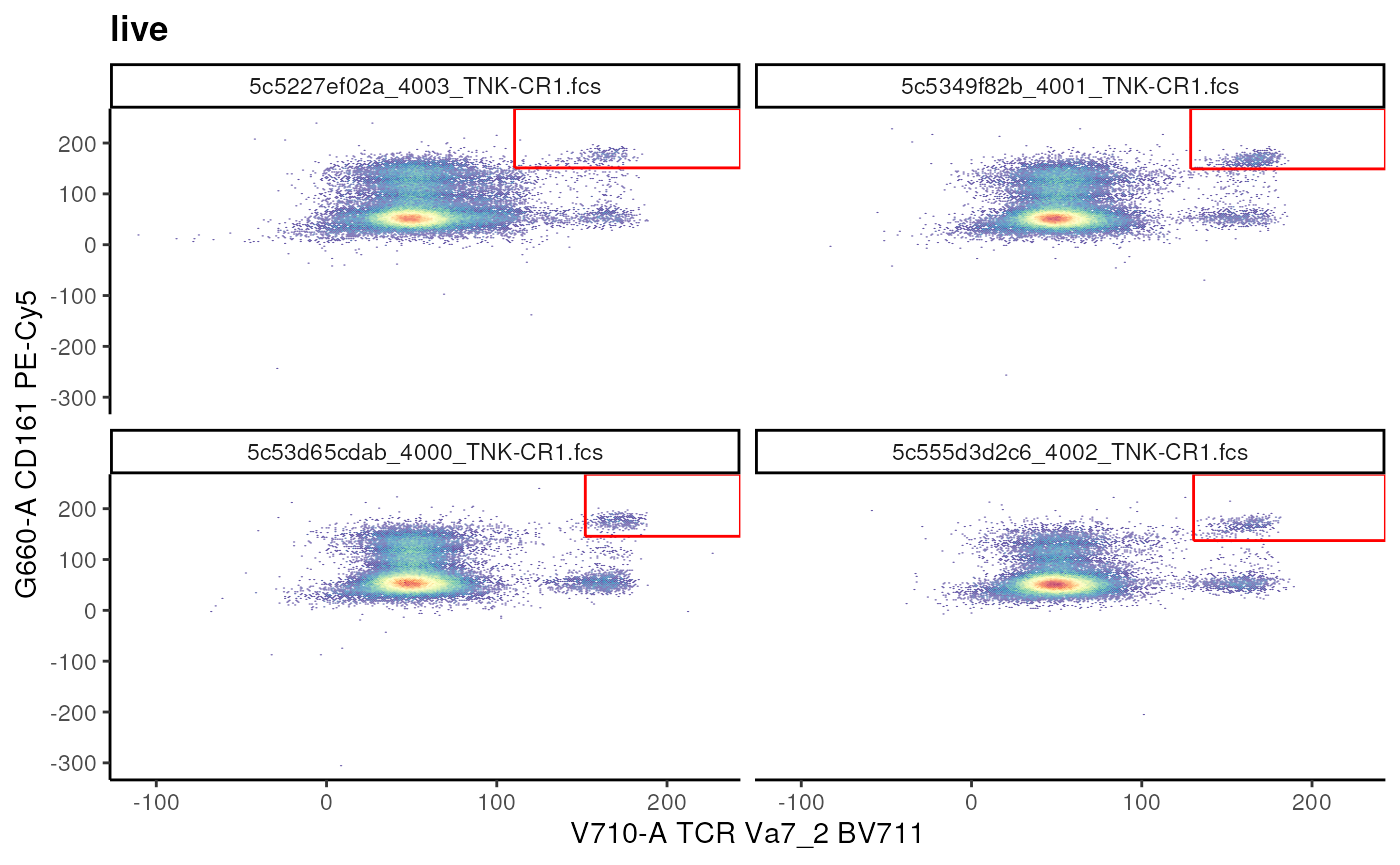 live
5c5227ef02a_4003_TNK-CR1.fcs
5c5349f82b_4001_TNK-CR1.fcs
200
100
0
-100
-200
-300
5c53d65cdab_4000_TNK-CR1.fcs
5c555d3d2c6_4002_TNK-CR1.fcs
200
100
0
-100
-200
-300
G660-A CD161 PE-Cy5
-100 0 100 200
-100 0 100 200
V710-A TCR Va7_2 BV711